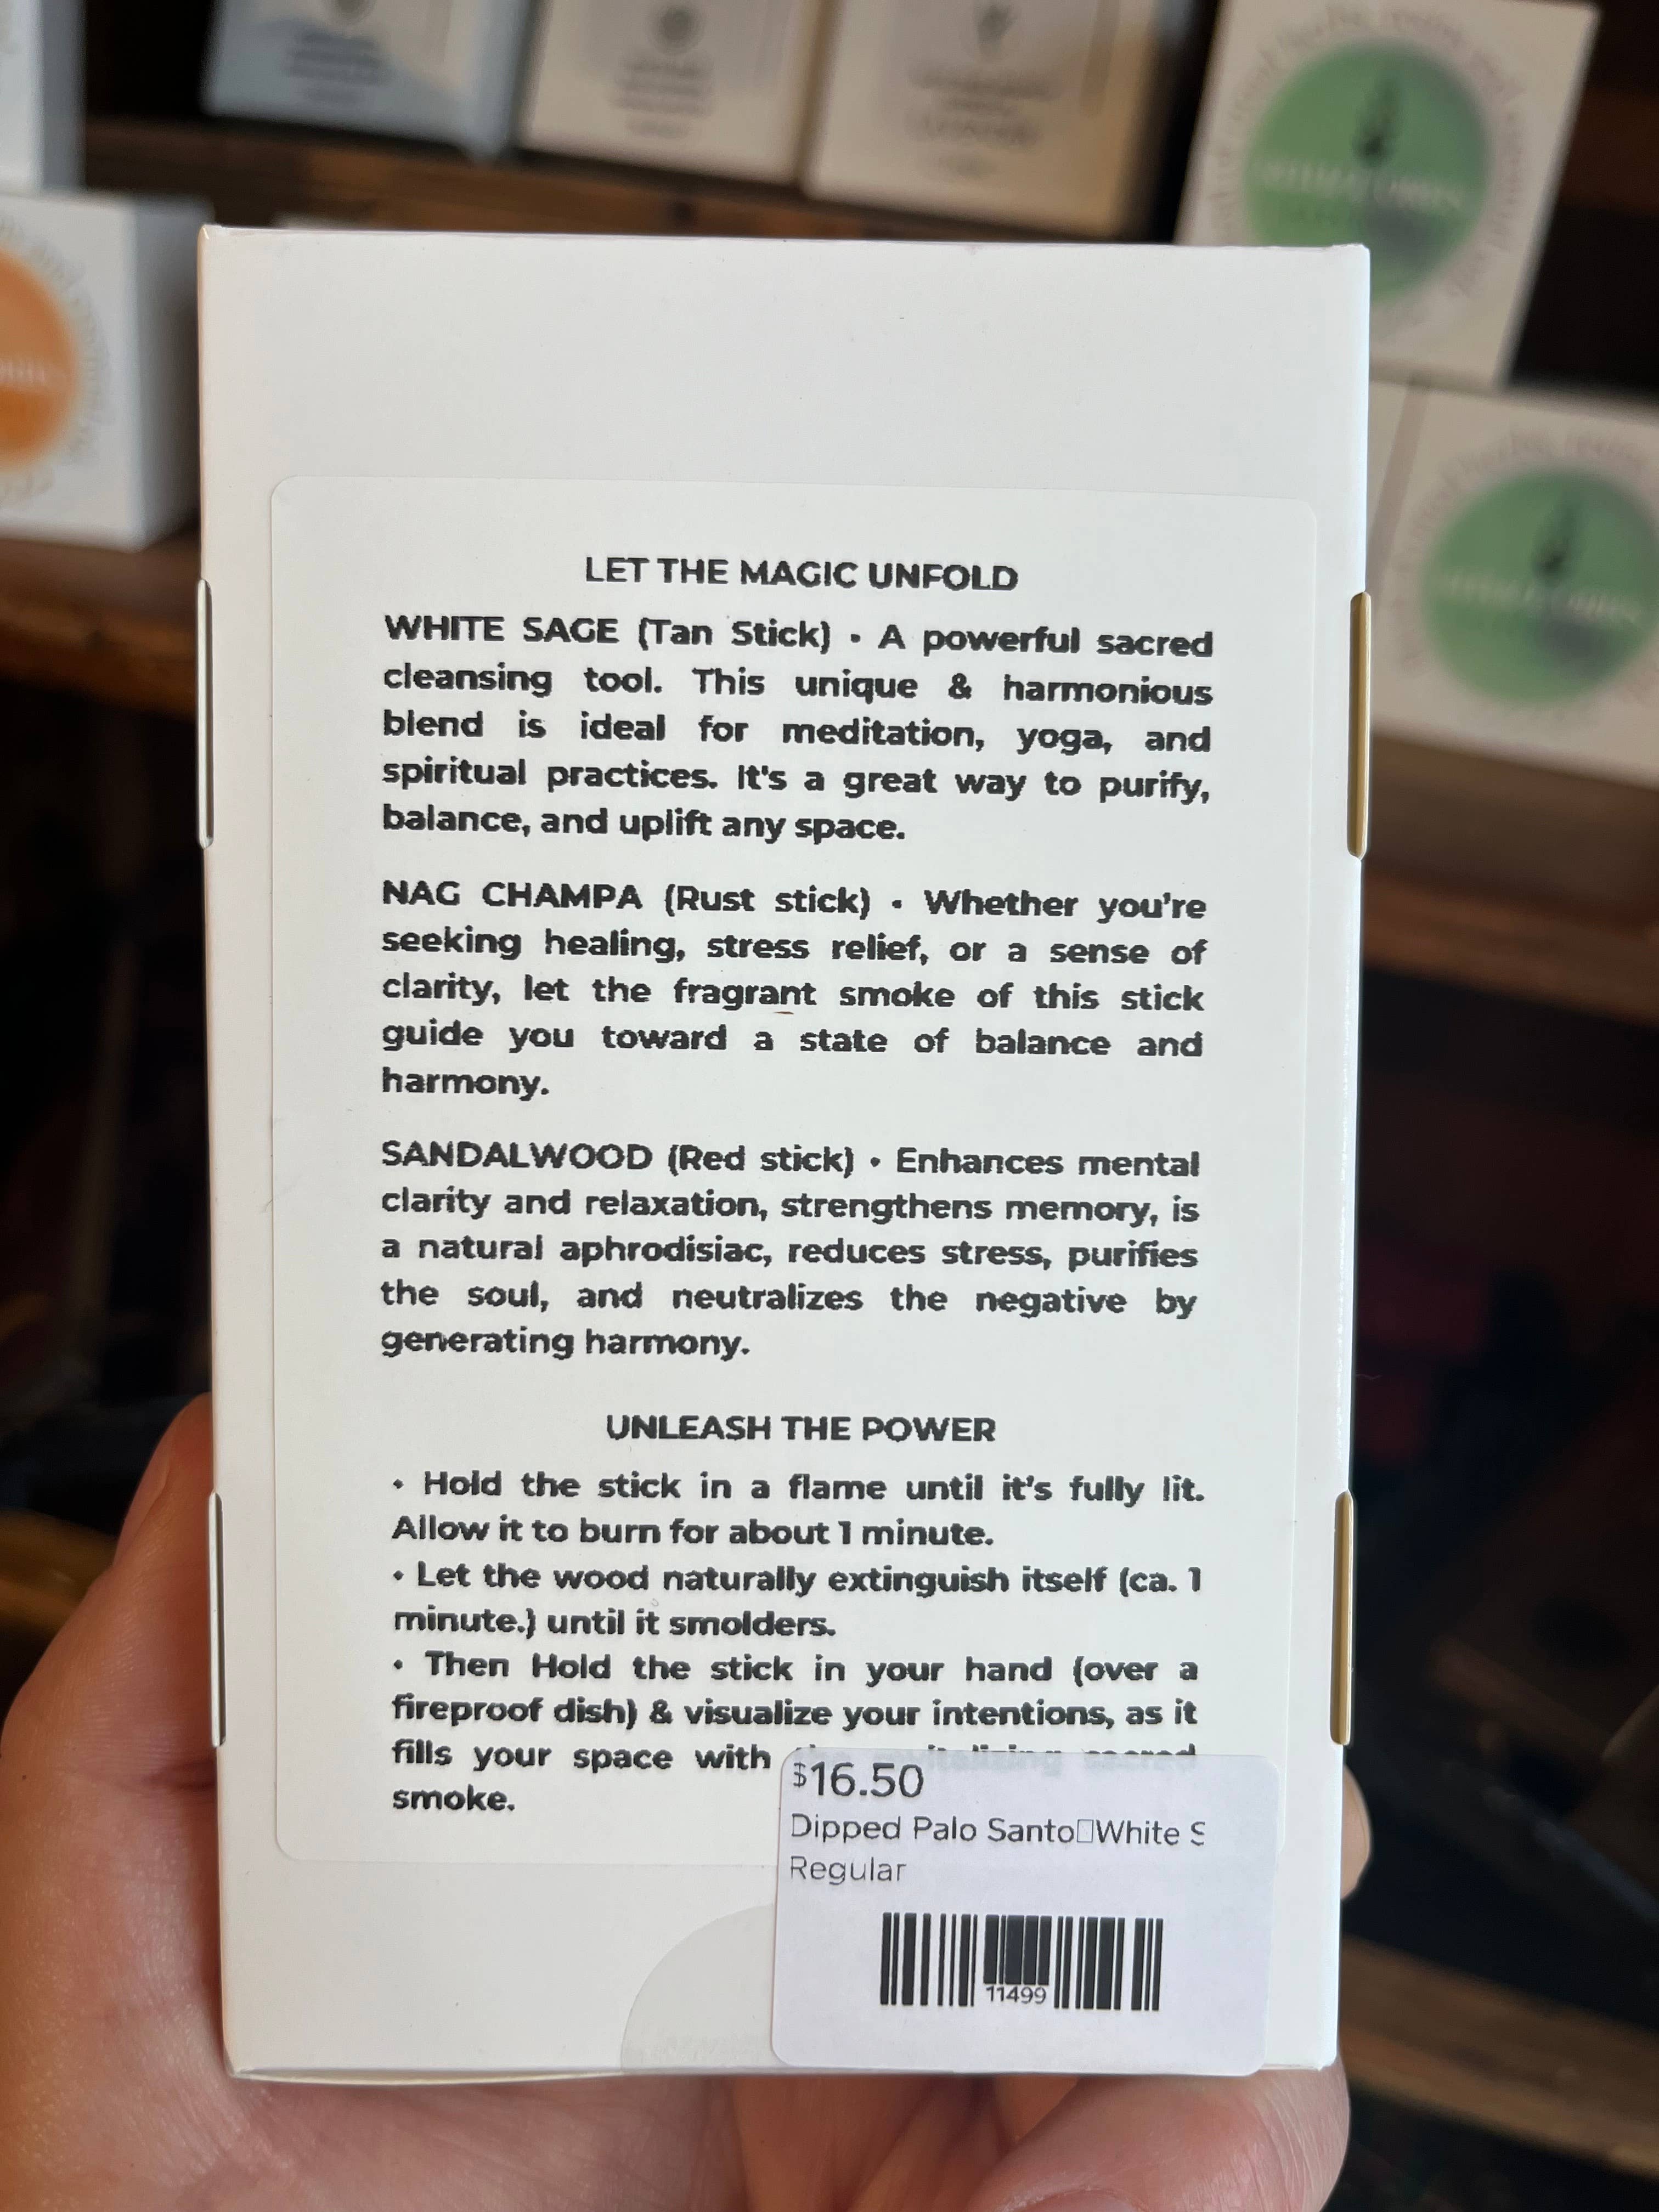 LET THE MAGIC UNFOLD
WHITE SAGE (Tan Stick) • A powerful sacred
cleansing tool. This unique & harmonious
blend is ideal for meditation, yoga, and
spiritual practices. It's a great way to purify,
balance, and uplift any space.
NAG CHAMPA (Rust stick) • Whether you're
seeking healing, stress relief, or a sense of
clarity, let the fragrant smoke of this stick
guide you toward a state of balance and
harmony.
SANDALWOOD (Red stick) • Enhances mental
clarity and relaxation, strengthens memory, is
a natural aphrodisiac, reduces stress, purifies
the soul, and neutralizes the negative by
generating harmony.
UNLEASH THE POWER
• Hold the stick in a flame until it's fully lit.
Allow it to burn for about 1 minute.
• Let the wood naturally extinguish itself (ca. 1
minute.) until it smolders.
• Then Hold the stick in your hand (over a
fireproof dish) & visualize your intentions, as it
fills your space with the revitalizing sacred
smoke.
$16.50
Dipped Palo Santo□White S
Regular
11499